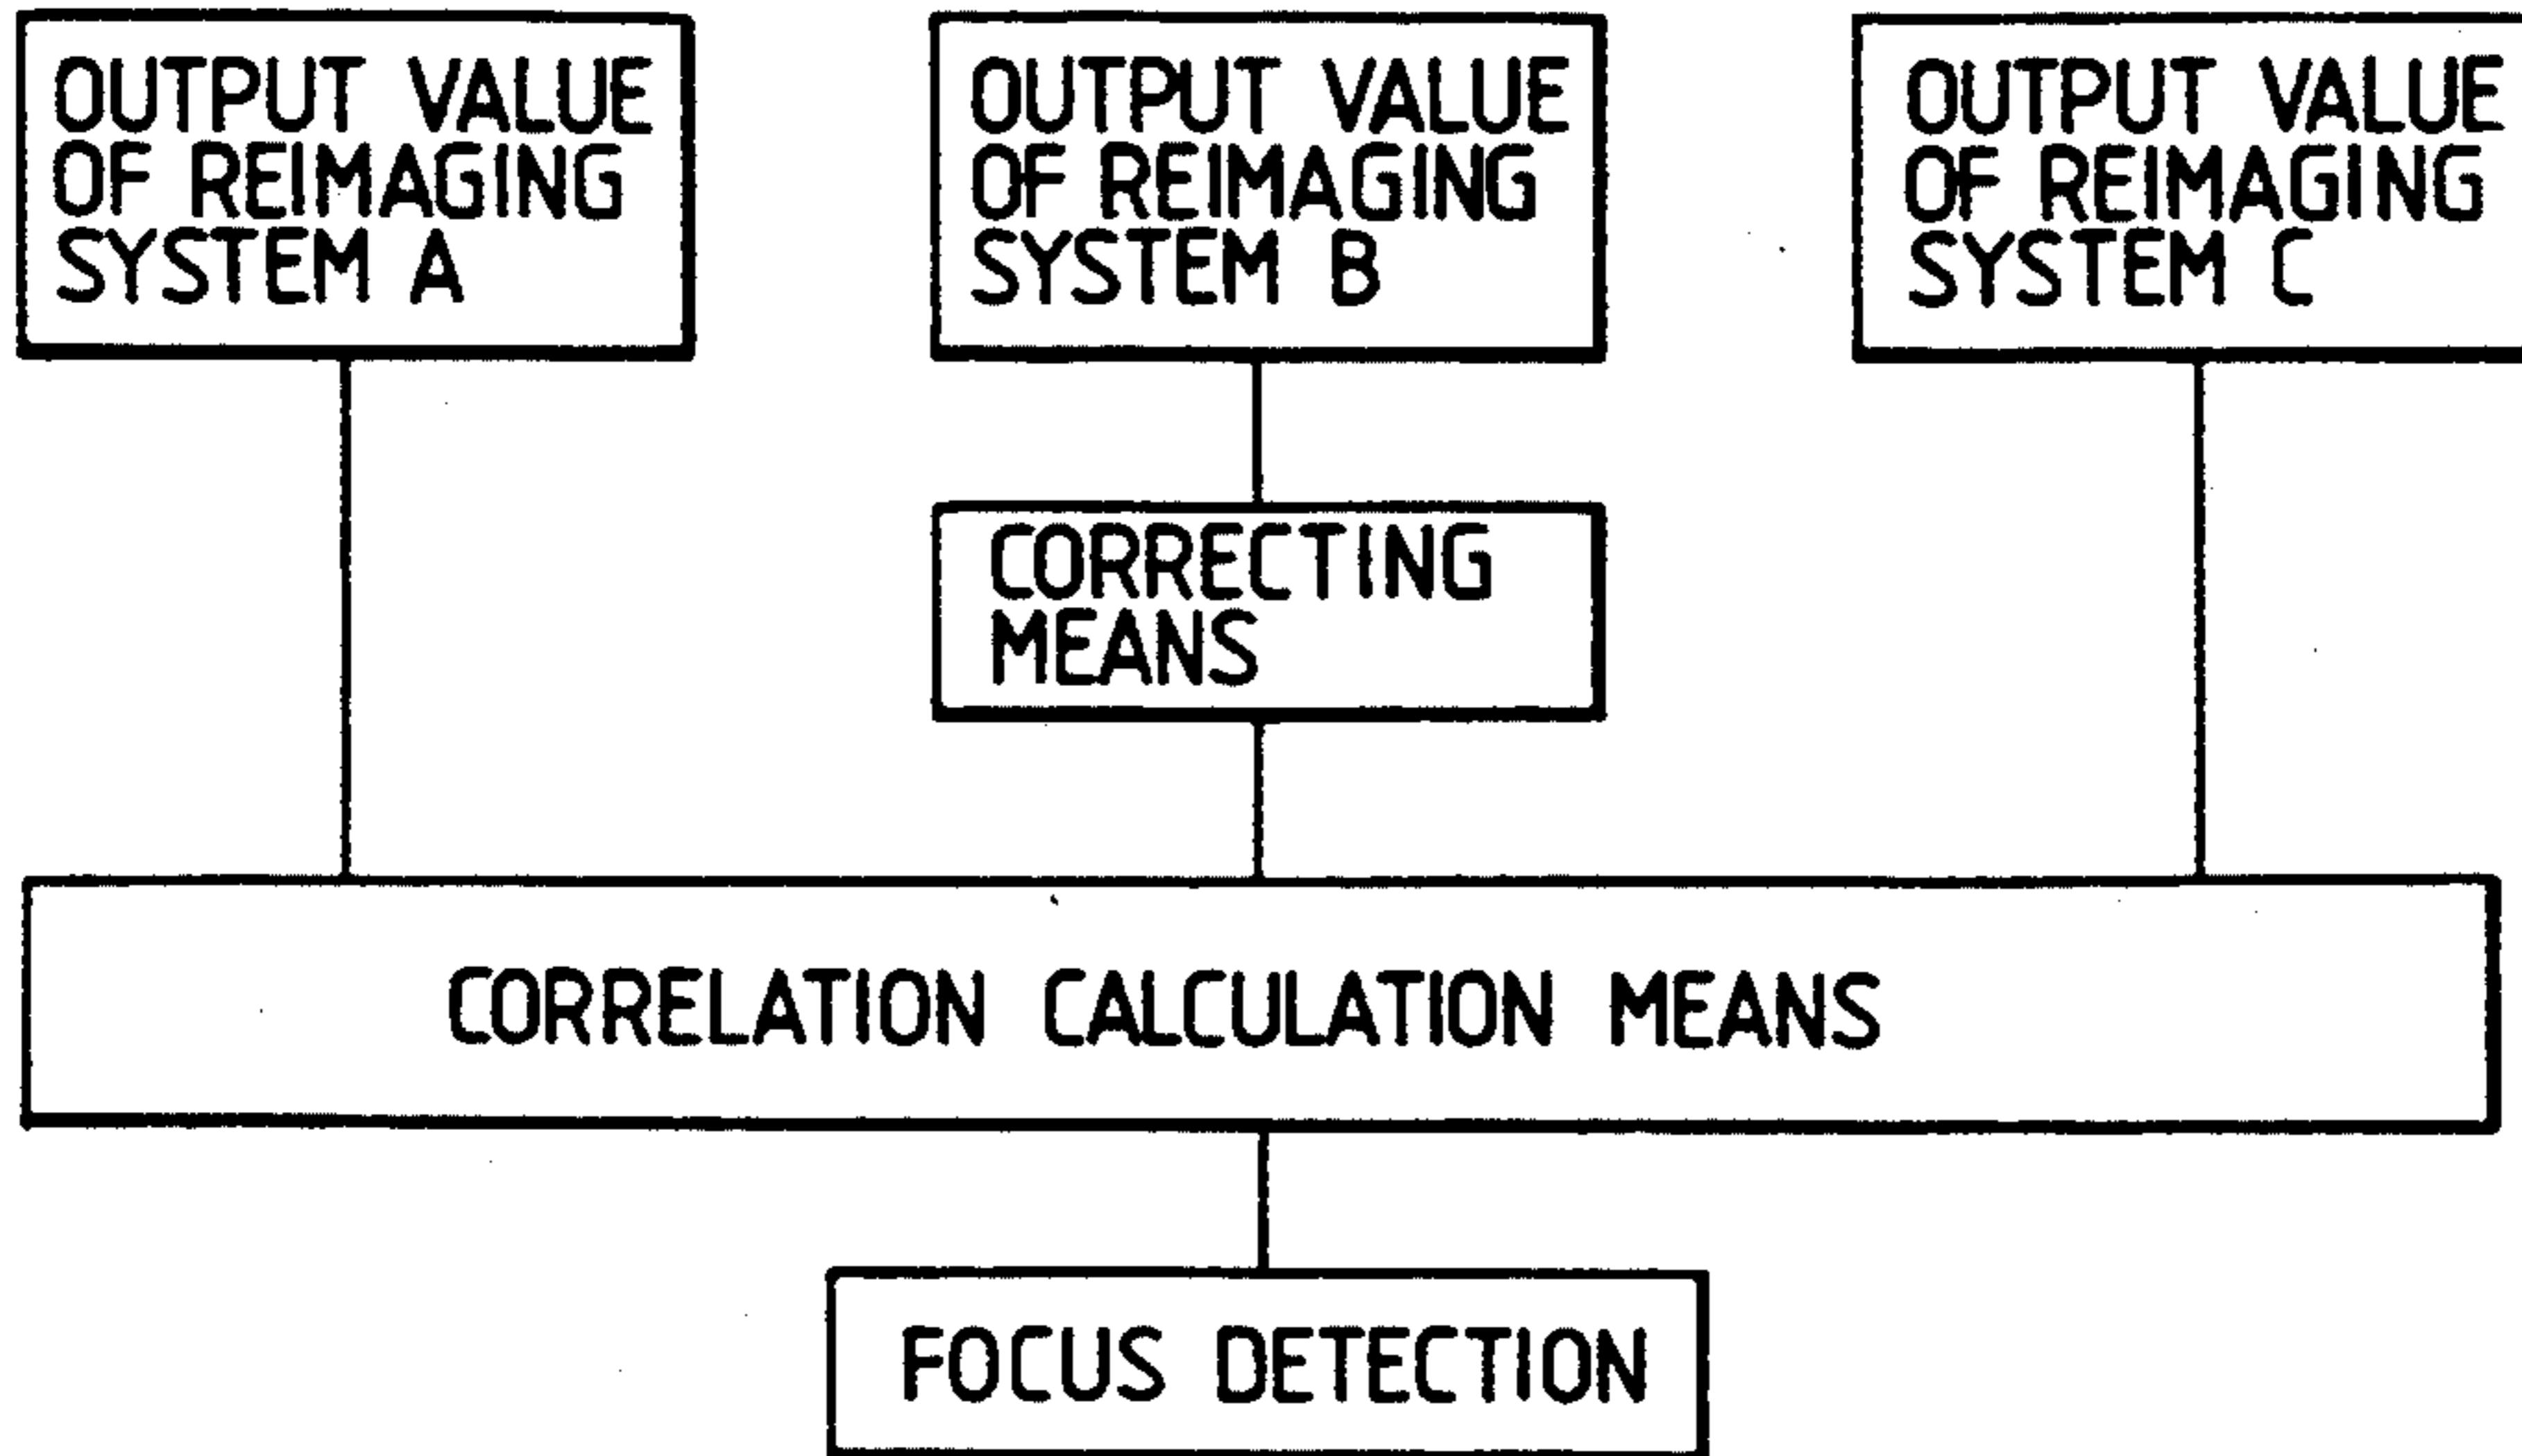 OUTPUT VALUE
OF REIMAGING
SYSTEM A
OUTPUT VALUE
OF REIMAGING
SYSTEM B
OUTPUT VALUE
OF REIMAGING
SYSTEM C
CORRECTING
MEANS
CORRELATION CALCULATION MEANS
FOCUS DETECTION